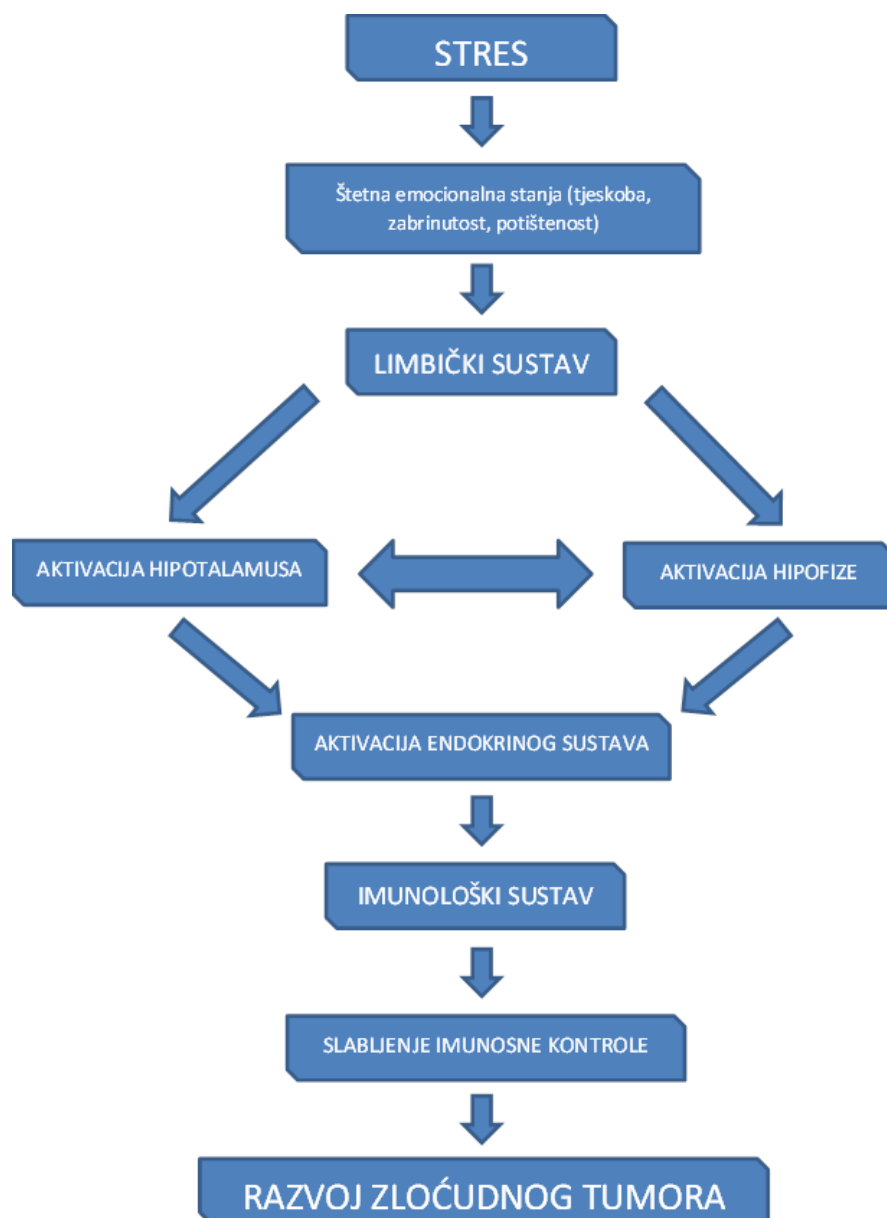 STRES
Štetna emocionalna stanja (tjeskoba,
zabrinutost, potištenost)
LIMBIČKI SUSTAV
AKTIVACIJA HIPOTALAMUSA
AKTIVACIJA HIPOFIZE
AKTIVACIJA ENDOKRINOG SUSTAVA
IMUNOLOŠKI SUSTAV
SLABLJENJE IMUNOSNE KONTROLE
RAZVOJ ZLOĆUDNOG TUMORA